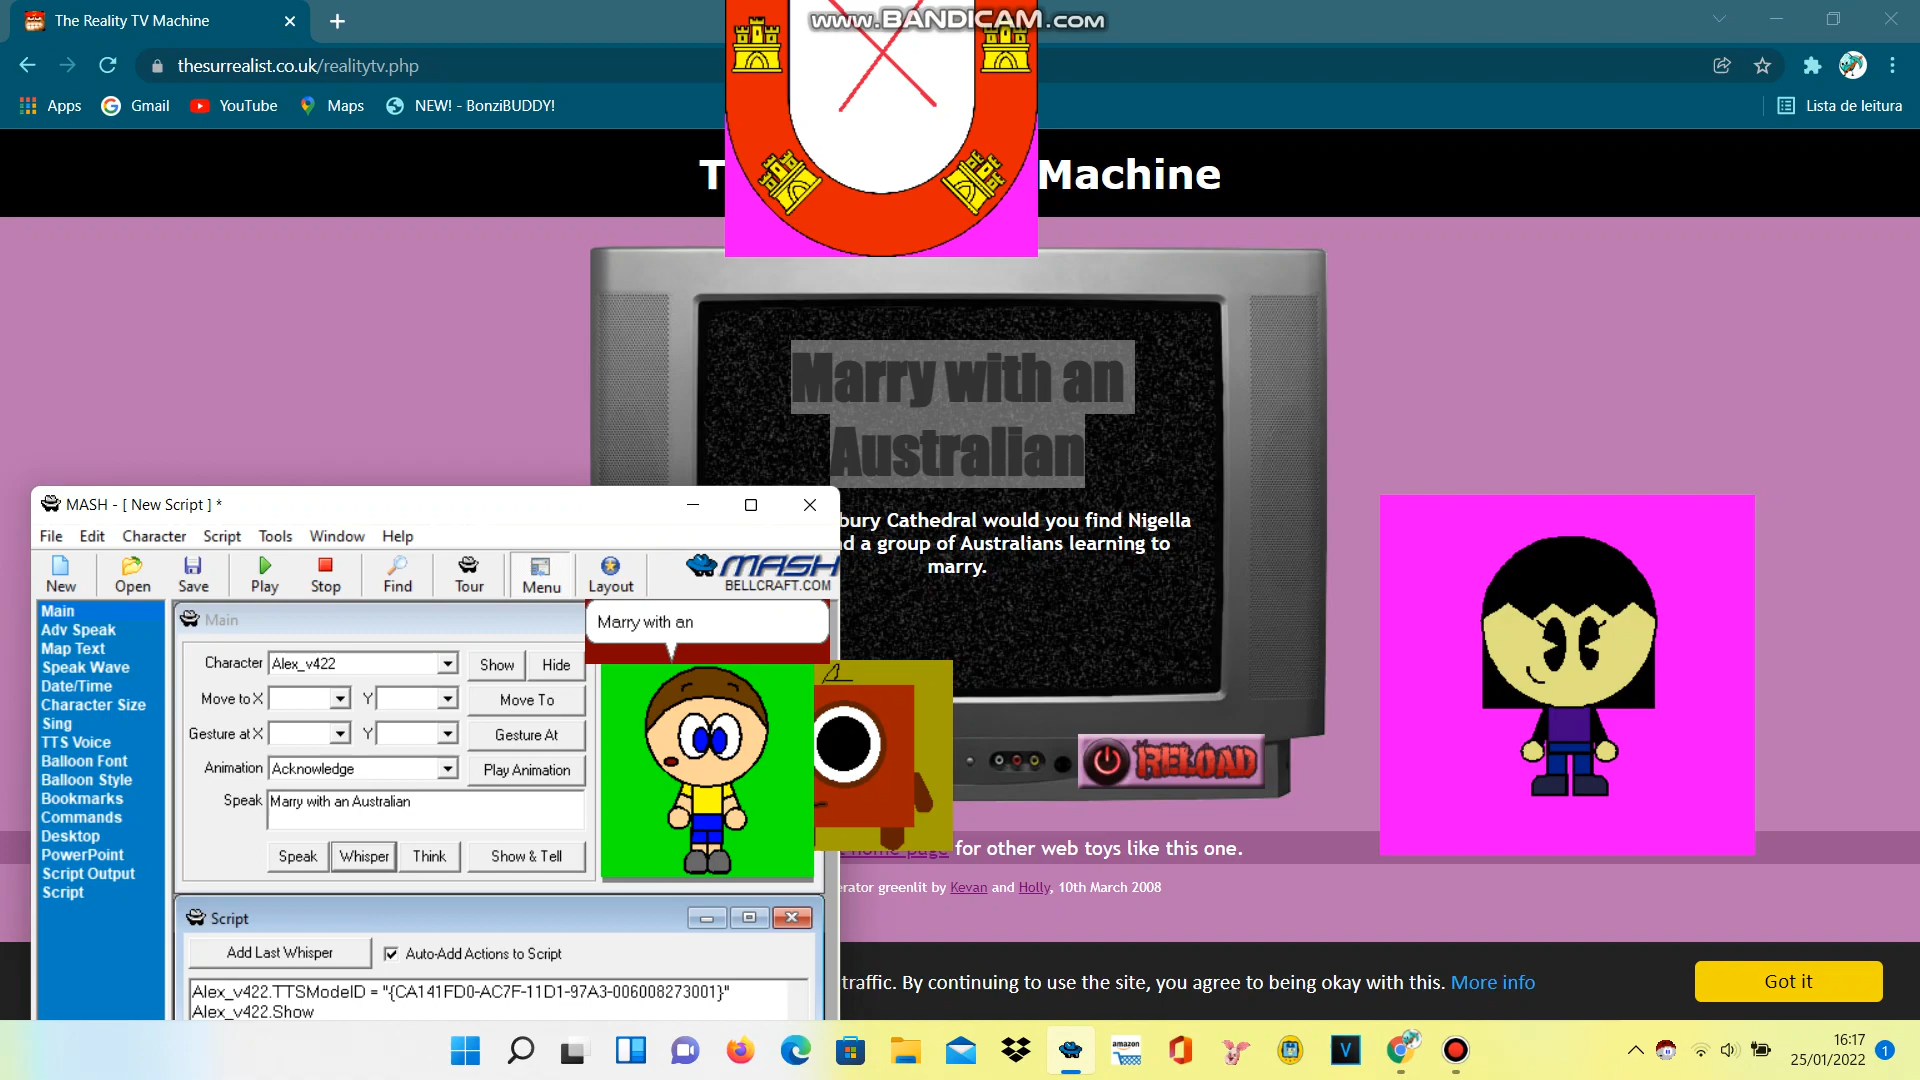 The Reality TV Machine
www.BANDICAM.com
thesurrealist.co.uk/realitytv.php
Apps
Gmail
YouTube
Maps
NEW! - BonziBUDDY!
Lista de leitura
T
Machine
Marry with an
Australian
bury Cathedral would you find Nigella
d a group of Australians learning to
marry.
RELOAD
home page for other web toys like this one.
erator greenlit by Kevan and Holly, 10th March 2008
traffic. By continuing to use the site, you agree to being okay with this. More info
Got it
MASH - [ New Script ] *
File Edit Character Script Tools Window Help
New Open Save Play Stop Find Tour Menu Layout
MASH
BELLCRAFT.COM
Main
Adv Speak
Map Text
Speak Wave
Date/Time
Character Size
Sing
TTS Voice
Balloon Font
Balloon Style
Bookmarks
Commands
Desktop
PowerPoint
Script Output
Script
Main
Character Alex_v422 Show Hide
Move to X Y Move To
Gesture at X Y Gesture At
Animation Acknowledge Play Animation
Speak Marry with an Australian
Speak Whisper Think Show & Tell
Marry with an
Script
Add Last Whisper Auto-Add Actions to Script
Alex_v422.TTSModeID = "{CA141FD0-AC7F-11D1-97A3-006008273001}"
Alex_v422.Show
amazon
V
16:17
25/01/2022
1